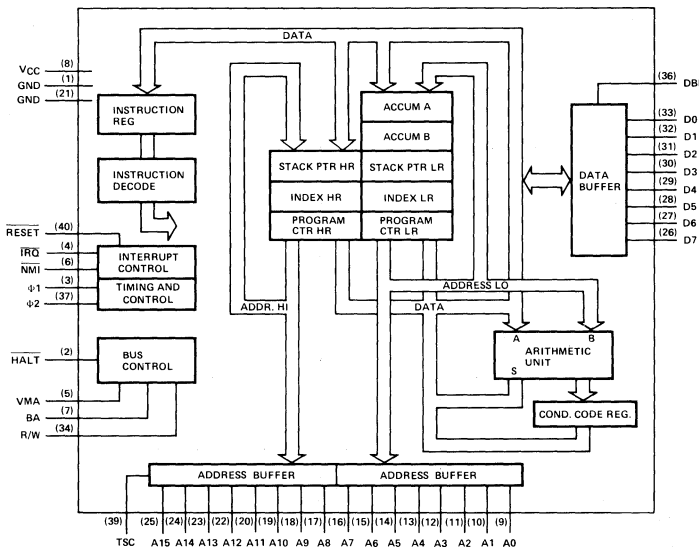 DATA
(8)
VCC
(1)
GND
(21)
GND
INSTRUCTION
REG
INSTRUCTION
DECODE
(40)
RESET
(4)
IRQ
(6)
NMI
INTERRUPT
CONTROL
(3)
Φ1
(37)
Φ2
TIMING AND
CONTROL
(2)
HALT
BUS
CONTROL
(5)
VMA
(7)
BA
(34)
R/W
ACCUM A
ACCUM B
STACK PTR HR
STACK PTR LR
INDEX HR
INDEX LR
PROGRAM
CTR HR
PROGRAM
CTR LR
ADDR. HI
DATA
ADDRESS LO
(36)
DB
DATA
BUFFER
(33) D0
(32) D1
(31) D2
(30) D3
(29) D4
(28) D5
(27) D6
(26) D7
A B
ARITHMETIC
UNIT
S
COND. CODE REG.
ADDRESS BUFFER
ADDRESS BUFFER
(39) (25) (24) (23) (22) (20) (19) (18) (17) (16) (15) (14) (13) (12) (11) (10) (9)
TSC A15 A14 A13 A12 A11 A10 A9 A8 A7 A6 A5 A4 A3 A2 A1 A0